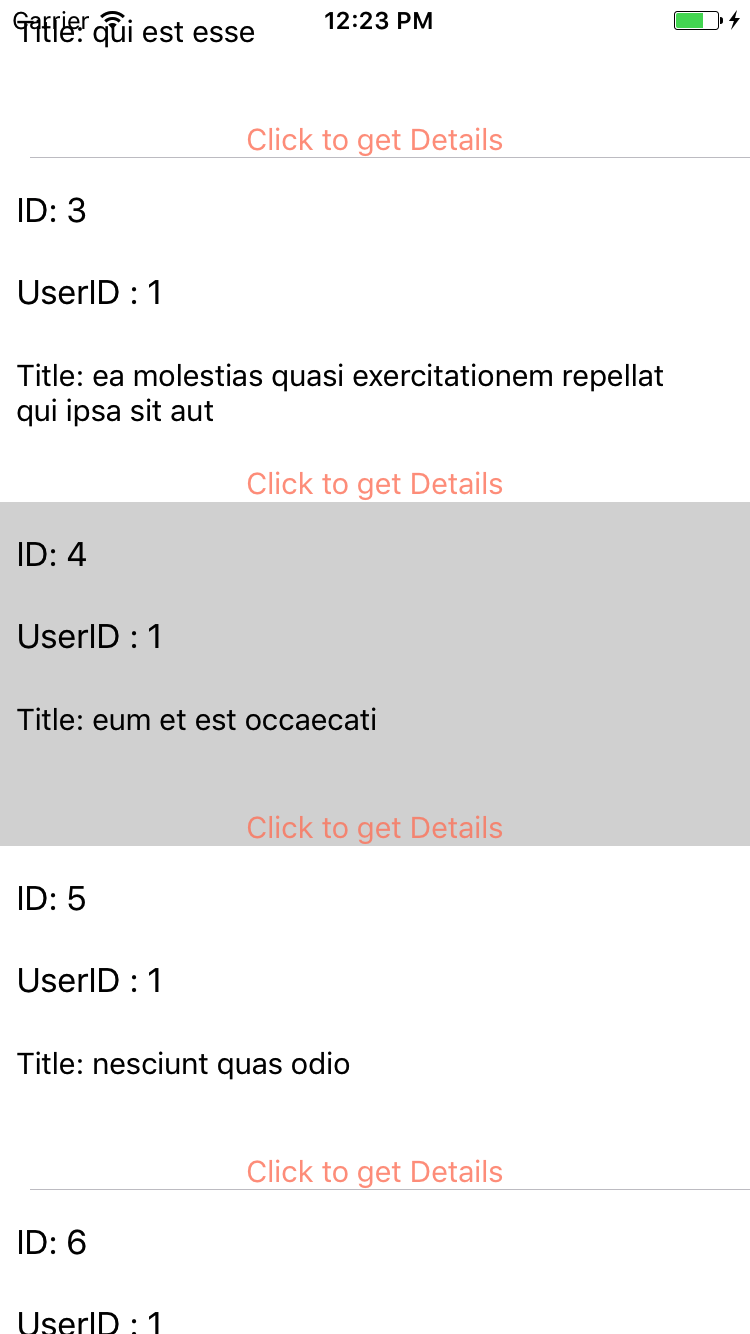 Carrier 12:23 PM
Title: qui est esse
Click to get Details
ID: 3
UserID : 1
Title: ea molestias quasi exercitationem repellat
qui ipsa sit aut
Click to get Details
ID: 4
UserID : 1
Title: eum et est occaecati
Click to get Details
ID: 5
UserID : 1
Title: nesciunt quas odio
Click to get Details
ID: 6
UserID : 1